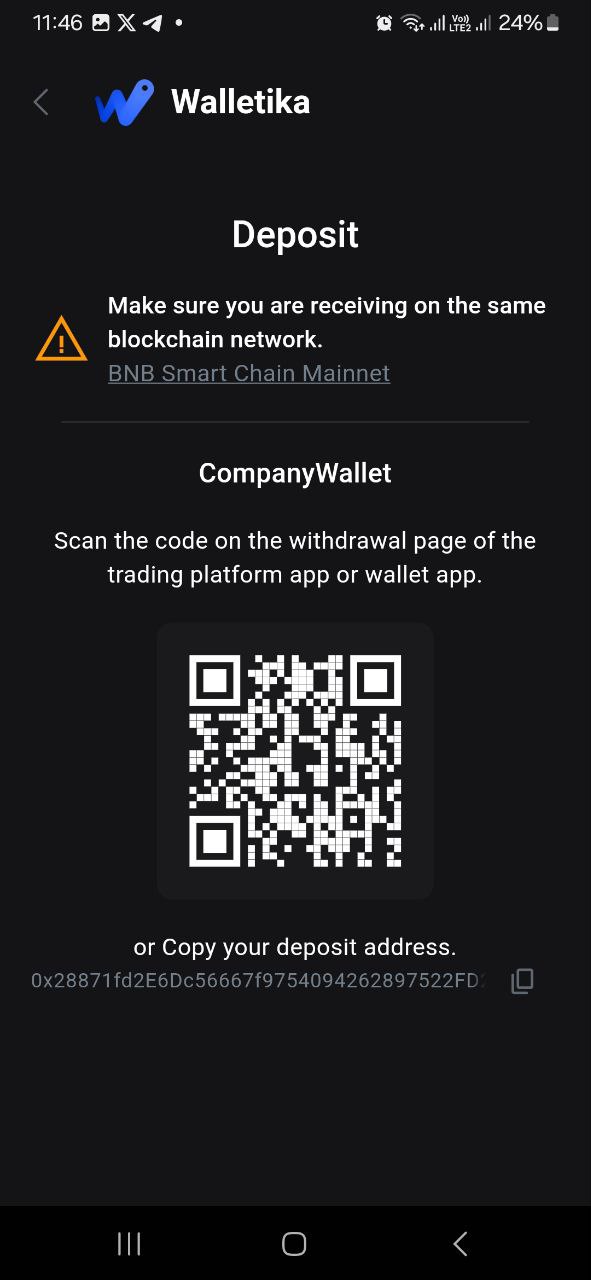 11:46 Vo)) LTE2 24%
Walletika
Deposit
Make sure you are receiving on the same
blockchain network.
BNB Smart Chain Mainnet
CompanyWallet
Scan the code on the withdrawal page of the
trading platform app or wallet app.
or Copy your deposit address.
0x28871fd2E6Dc56667f9754094262897522FD